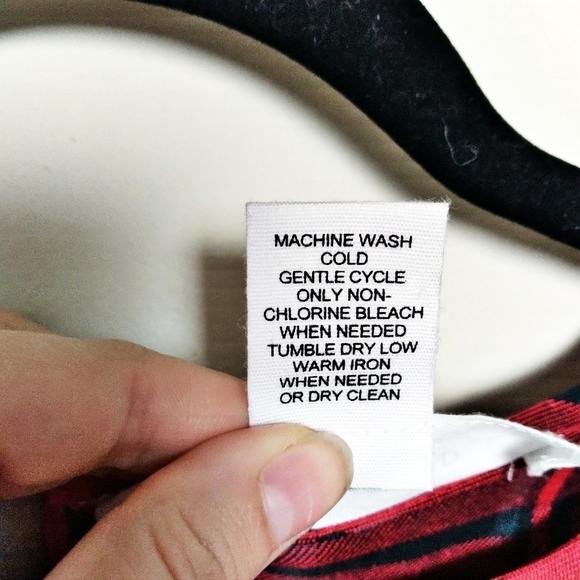 MACHINE WASH
COLD
GENTLE CYCLE
ONLY NON-
CHLORINE BLEACH
WHEN NEEDED
TUMBLE DRY LOW
WARM IRON
WHEN NEEDED
OR DRY CLEAN